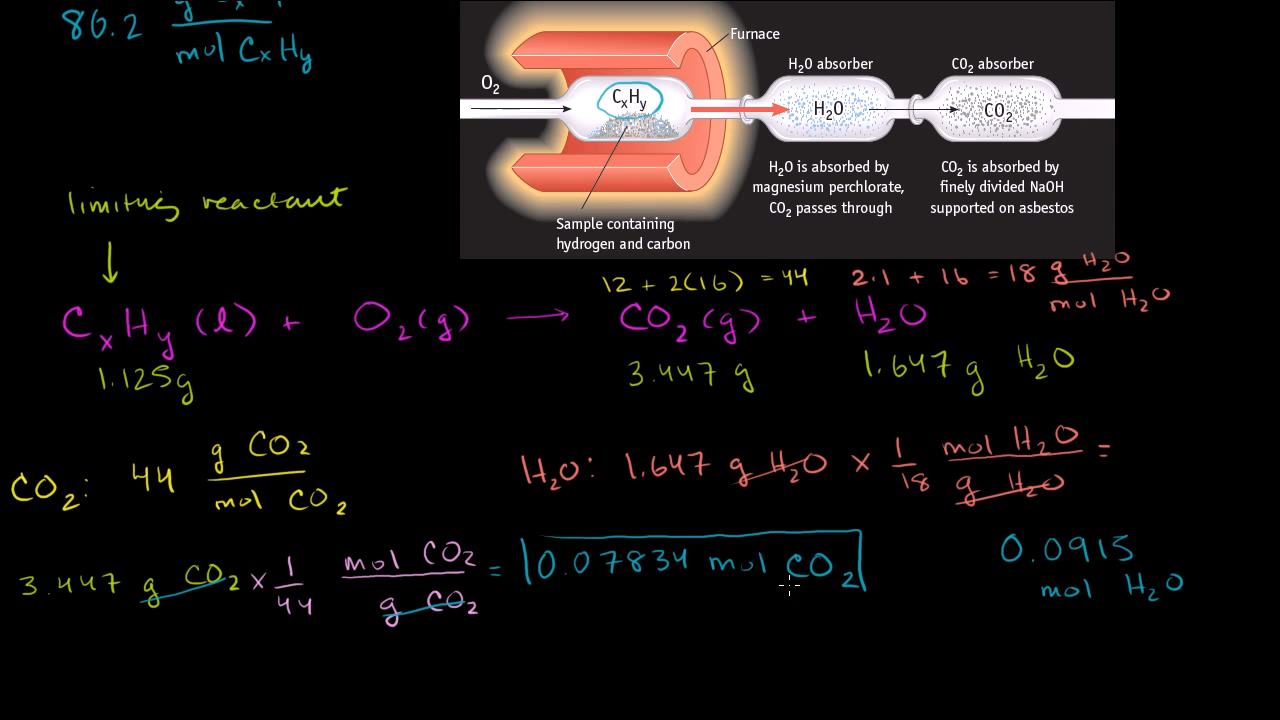 86.2
mol CxHy
Furnace
H₂O absorber
CO₂ absorber
O₂
CxHy
H₂O
CO₂
H₂O is absorbed by
magnesium perchlorate,
CO₂ passes through
CO₂ is absorbed by
finely divided NaOH
supported on asbestos
Sample containing
hydrogen and carbon
limiting reactant
12 + 2(16) = 44
2·1 + 16 = 18 g H₂O
mol H₂O
CxHy (l) + O₂(g) → CO₂(g) + H₂O
1.125g
3.447 g
1.647 g H₂O
CO₂: 44 g CO₂
mol CO₂
H₂O: 1.647 g H₂O × 1/18 mol H₂O / g H₂O =
3.447 g CO₂ × 1/44 mol CO₂ / g CO₂ = 0.07834 mol CO₂
0.0915
mol H₂O